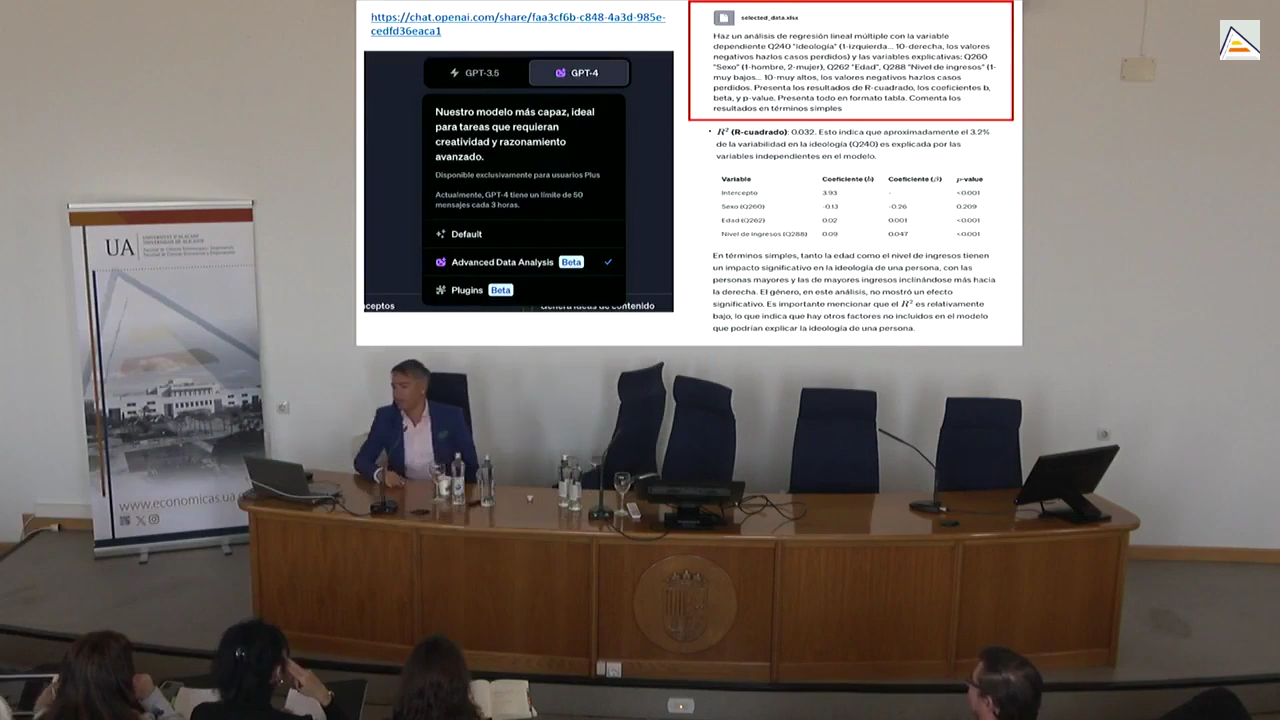 https://chat.openai.com/share/faa3cf6b-c848-4a3d-985e-
cedfd36eaca1
GPT-3.5
GPT-4
Nuestro modelo más capaz, ideal
para tareas que requieran
creatividad y razonamiento
avanzado.
Disponible exclusivamente para usuarios Plus
Actualmente, GPT-4 tiene un límite de 50
mensajes cada 3 horas.
Default
Advanced Data Analysis Beta
Plugins Beta
Genera ideas de contenido
selected_data.xlsx
Haz un análisis de regresión lineal múltiple con la variable
dependiente Q240 "Ideología" (1-izquierda... 10-derecha, los valores
negativos hazlos casos perdidos) y las variables explicativas: Q260
"Sexo" (1-hombre, 2-mujer), Q262 "Edad", Q288 "Nivel de ingresos" (1-
muy bajos... 10-muy altos, los valores negativos hazlos casos
perdidos. Presenta los resultados de R-cuadrado, los coeficientes b,
beta, y p-value. Presenta todo en formato tabla. Comenta los
resultados en términos simples
• R² (R-cuadrado): 0.032. Esto indica que aproximadamente el 3.2%
de la variabilidad en la ideología (Q240) es explicada por las
variables independientes en el modelo.
Variable Coeficiente (b) Coeficiente (β) p-value
Intercepto 3.93 - <0.001
Sexo (Q260) -0.13 -0.26 0.209
Edad (Q262) 0.02 0.001 <0.001
Nivel de ingresos (Q288) 0.09 0.047 <0.001
En términos simples, tanto la edad como el nivel de ingresos tienen
un impacto significativo en la ideología de una persona, con las
personas mayores y las de mayores ingresos inclinándose más hacia
la derecha. El género, en este análisis, no mostró un efecto
significativo. Es importante mencionar que el R² es relativamente
bajo, lo que indica que hay otros factores no incluidos en el modelo
que podrían explicar la ideología de una persona.
UA
www.economicas.ua